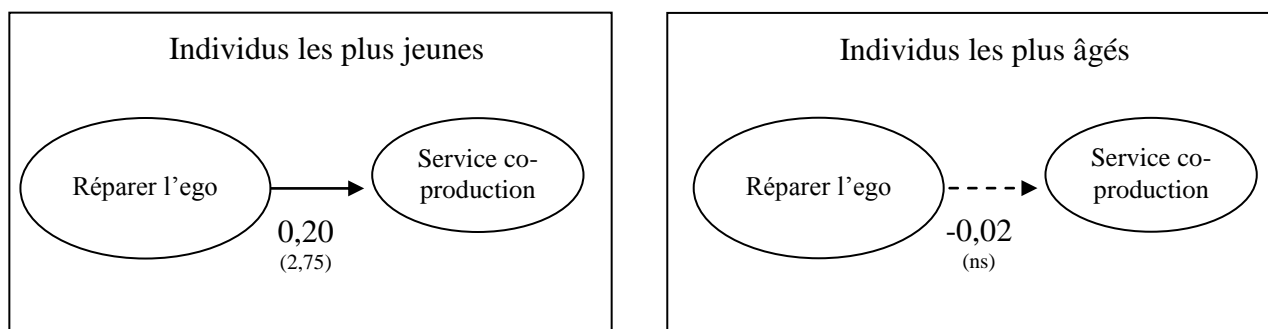 Individus les plus jeunes
Réparer l’ego
Service co-
production
0,20
(2,75)
Individus les plus âgés
Réparer l’ego
Service co-
production
-0,02
(ns)